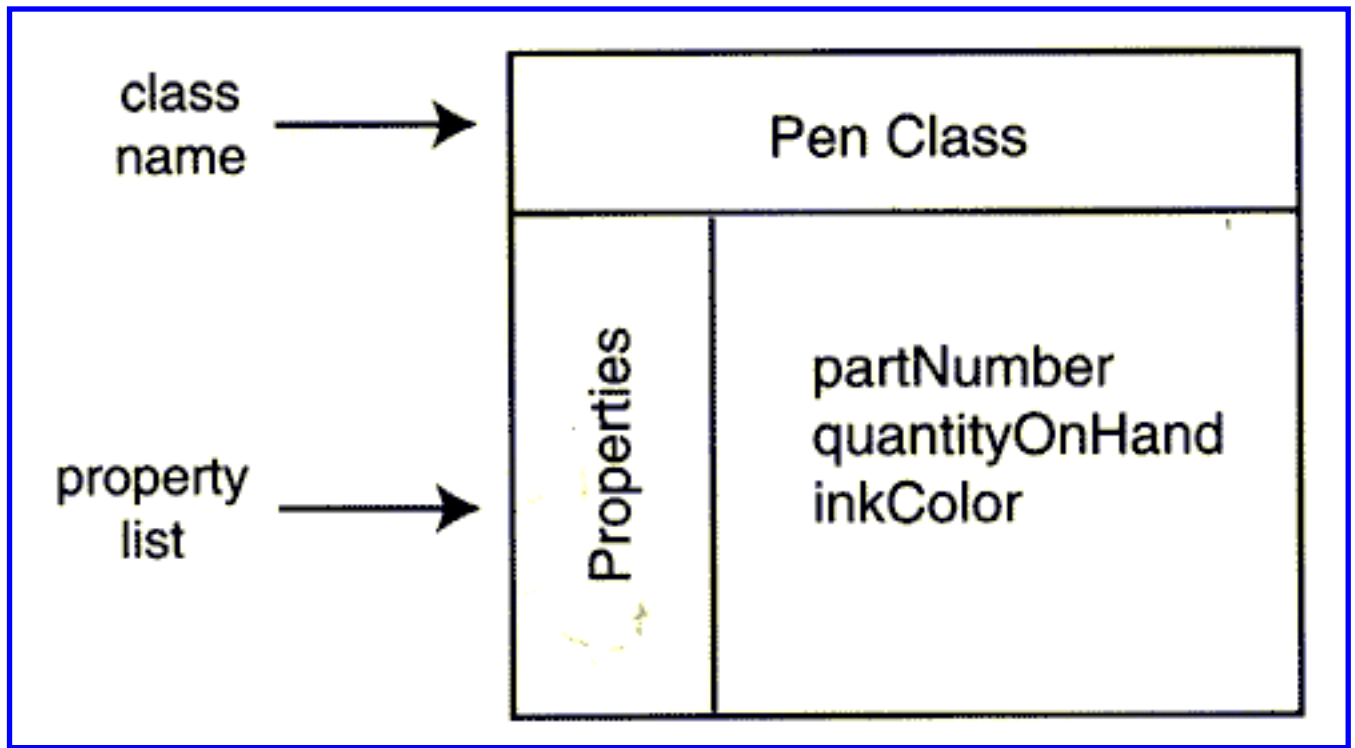 class
name
Pen Class
Properties
partNumber
quantityOnHand
inkColor
property
list